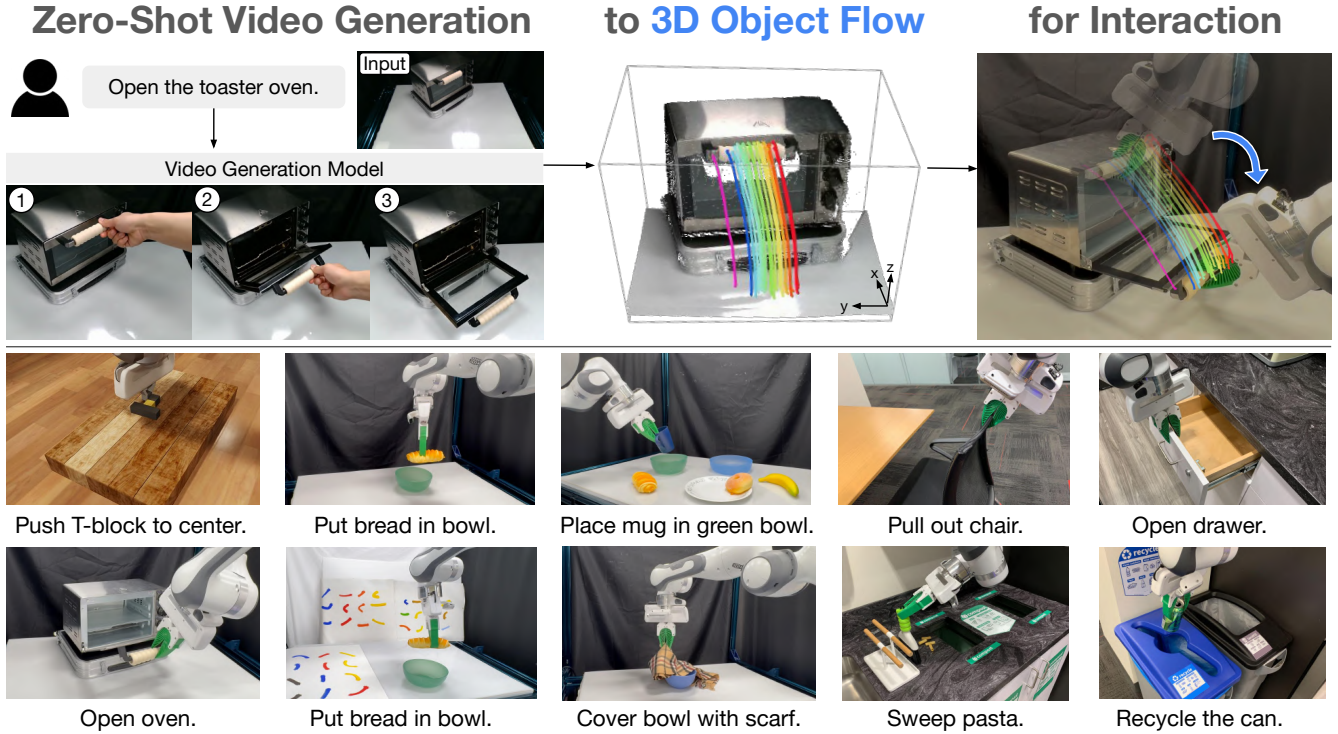 Zero-Shot Video Generation to 3D Object Flow for Interaction
Open the toaster oven.
Input
Video Generation Model
1
2
3
x
z
y
Push T-block to center.
Put bread in bowl.
Place mug in green bowl.
Pull out chair.
Open drawer.
recycle
Open oven.
Put bread in bowl.
Cover bowl with scarf.
Sweep pasta.
Recycle the can.